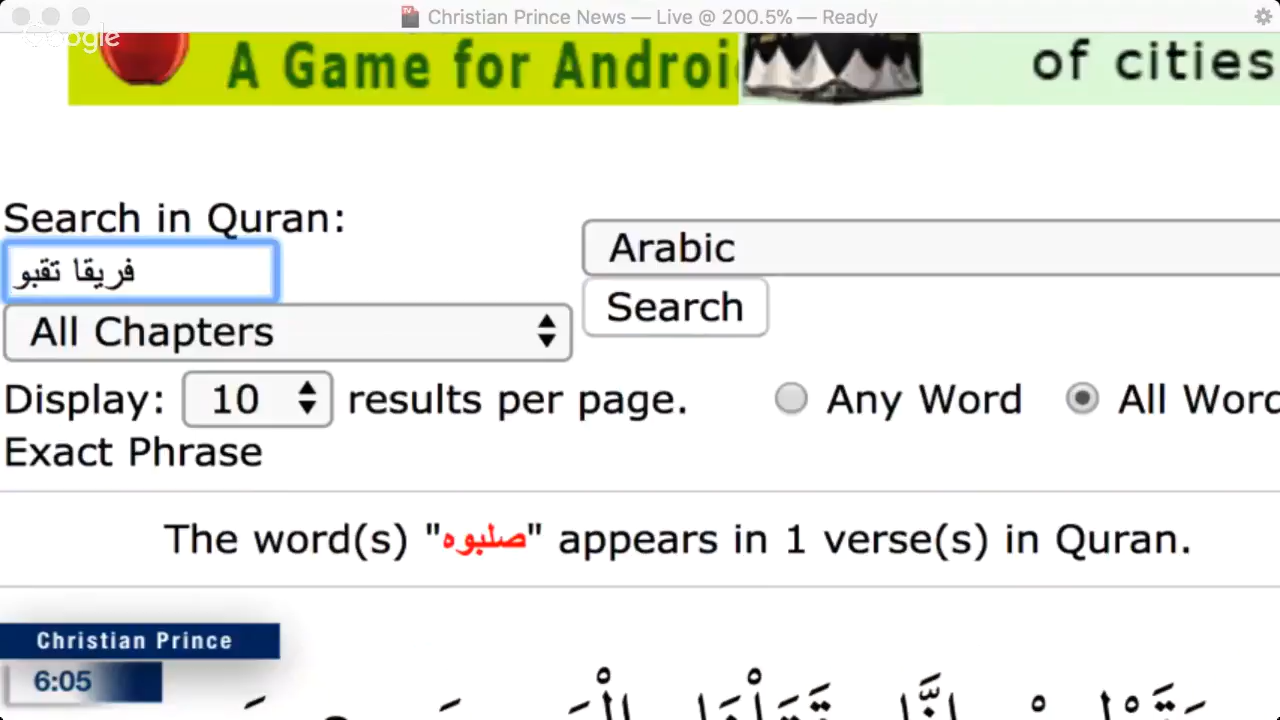 Christian Prince News — Live @ 200.5% — Ready
Google
A Game for Androi
of cities
Search in Quran:
فريقا تقبو
Arabic
Search
All Chapters
Display: 10 results per page. Any Word All Word
Exact Phrase
The word(s) "صلبوه" appears in 1 verse(s) in Quran.
Christian Prince
6:05